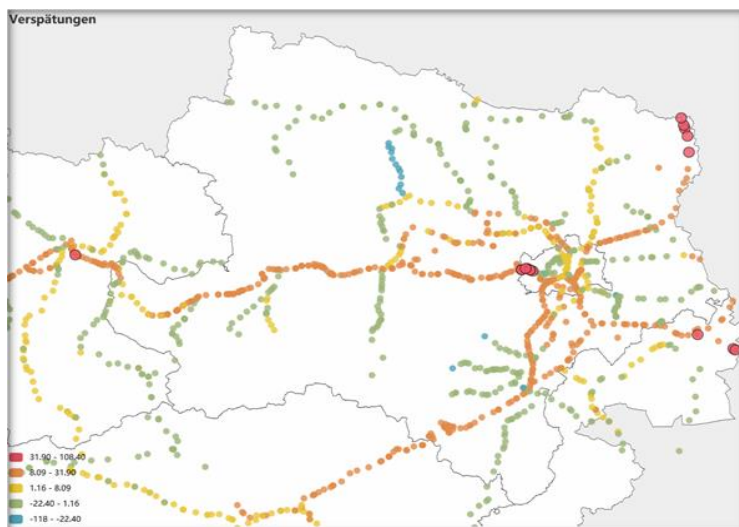 Verspätungen
31.90 - 108.40
8.09 - 31.90
1.16 - 8.09
-22.40 - 1.16
-118 - -22.40